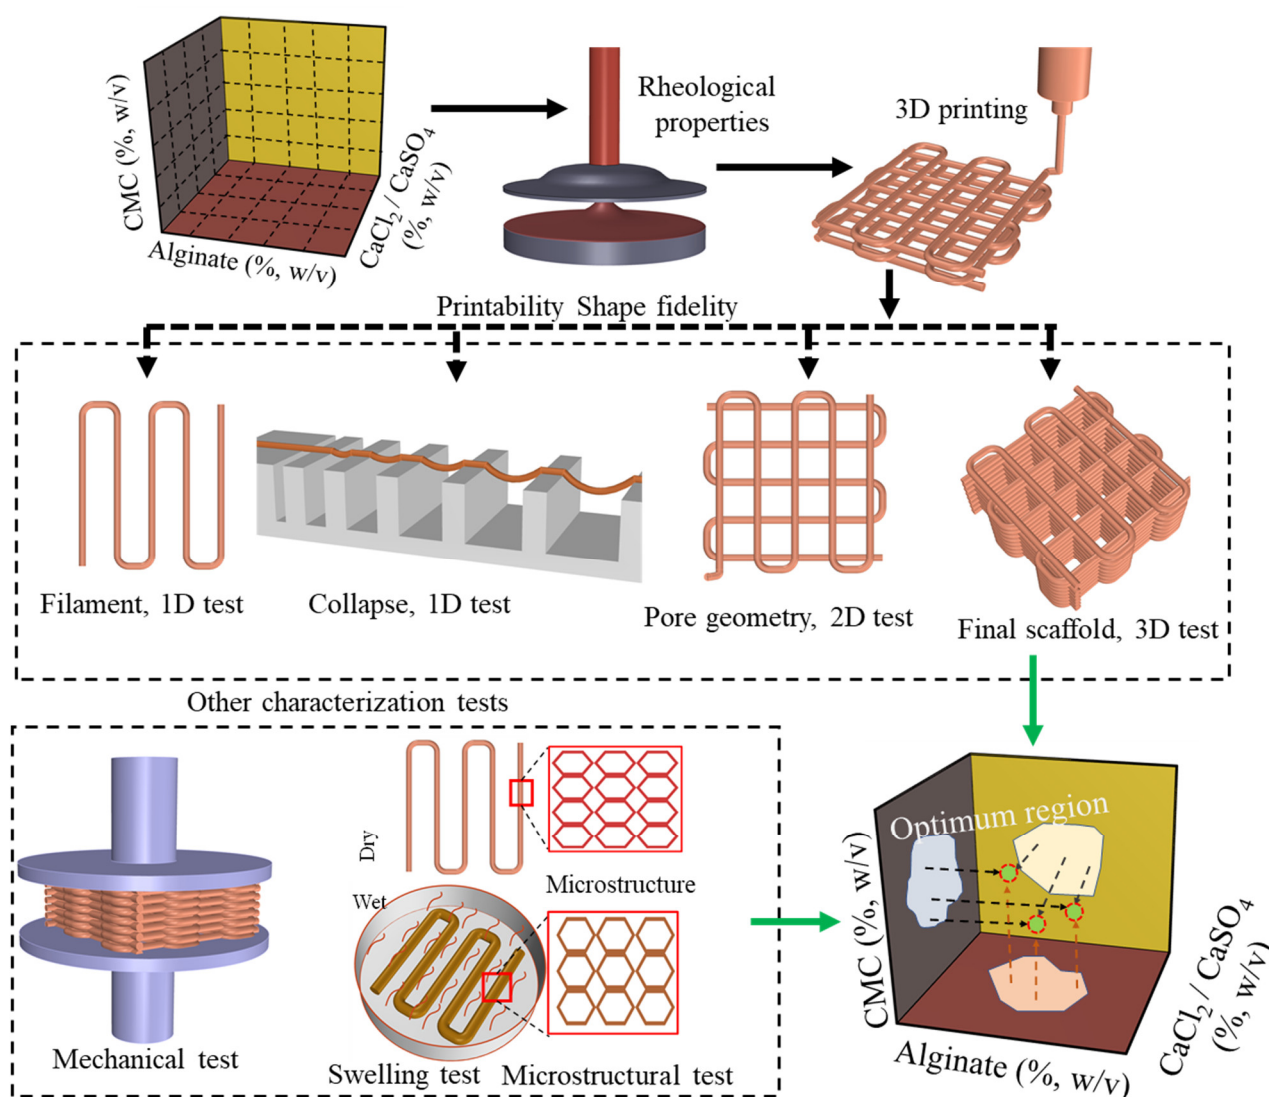 CMC (%, w/v)
Alginate (%, w/v)
CaCl₂ / CaSO₄
(%, w/v)
Rheological
properties
3D printing
Printability Shape fidelity
Filament, 1D test
Collapse, 1D test
Pore geometry, 2D test
Final scaffold, 3D test
Other characterization tests
Mechanical test
Dry
Wet
Microstructure
Swelling test
Microstructural test
Optimum region
CMC (%, w/v)
Alginate (%, w/v)
CaCl₂ / CaSO₄
(%, w/v)